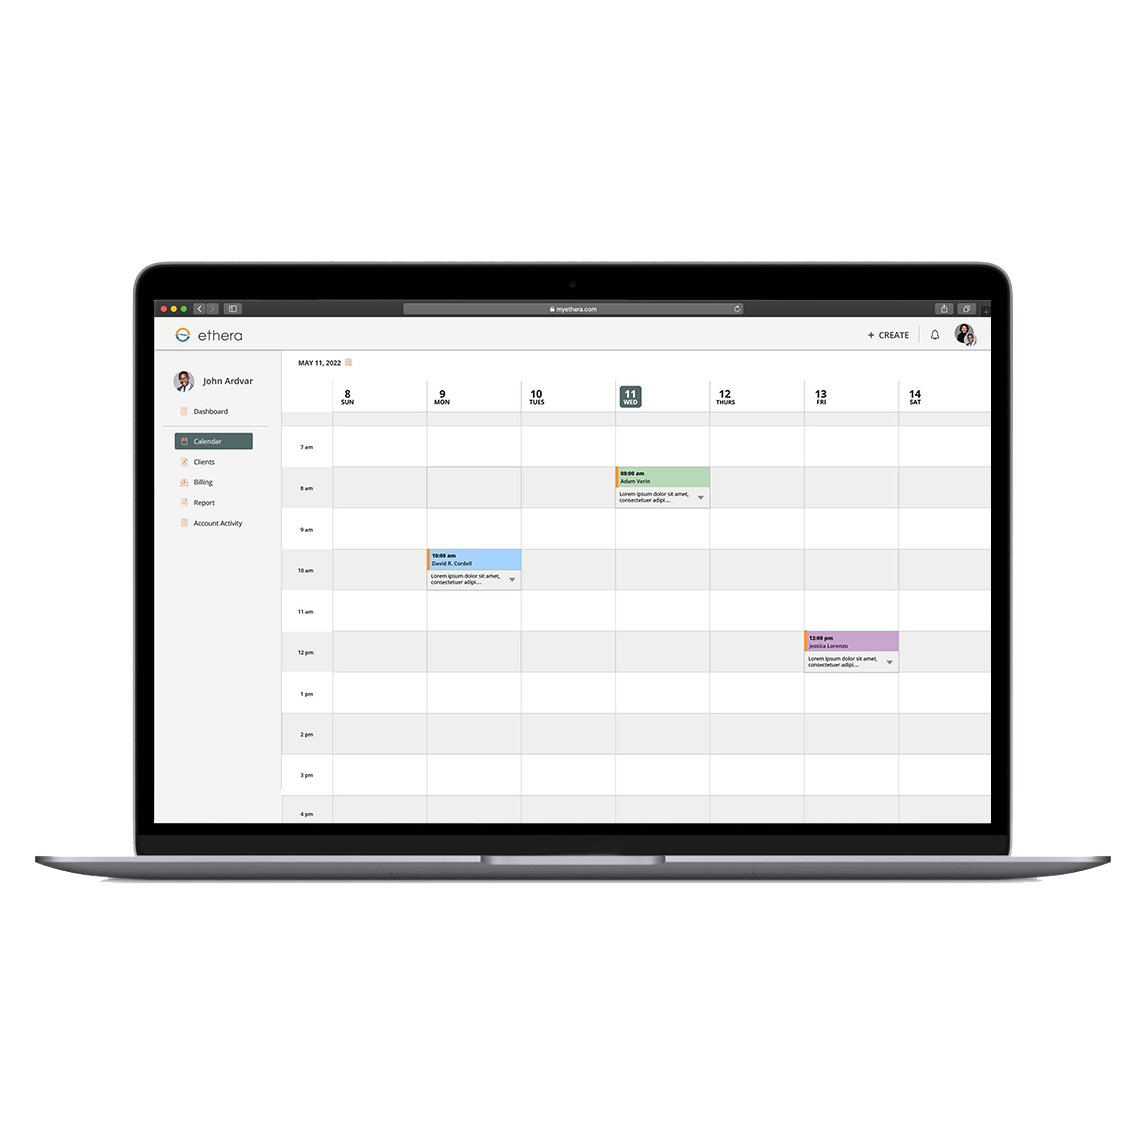 myethera.com
ethera
+ CREATE
John Ardvar
Dashboard
Calendar
Clients
Billing
Report
Account Activity
MAY 11, 2022
8 9 10 11 12 13 14
SUN MON TUES WED THURS FRI SAT
7 am
8 am
08:00 am
Adam Verin
Lorem ipsum dolor sit amet,
consectetuer adipi....
9 am
10 am
10:00 am
David R. Cordell
Lorem ipsum dolor sit amet,
consectetuer adipi....
11 am
12 pm
12:00 pm
Jessica Lorenzo
Lorem ipsum dolor sit amet,
consectetuer adipi....
1 pm
2 pm
3 pm
4 pm